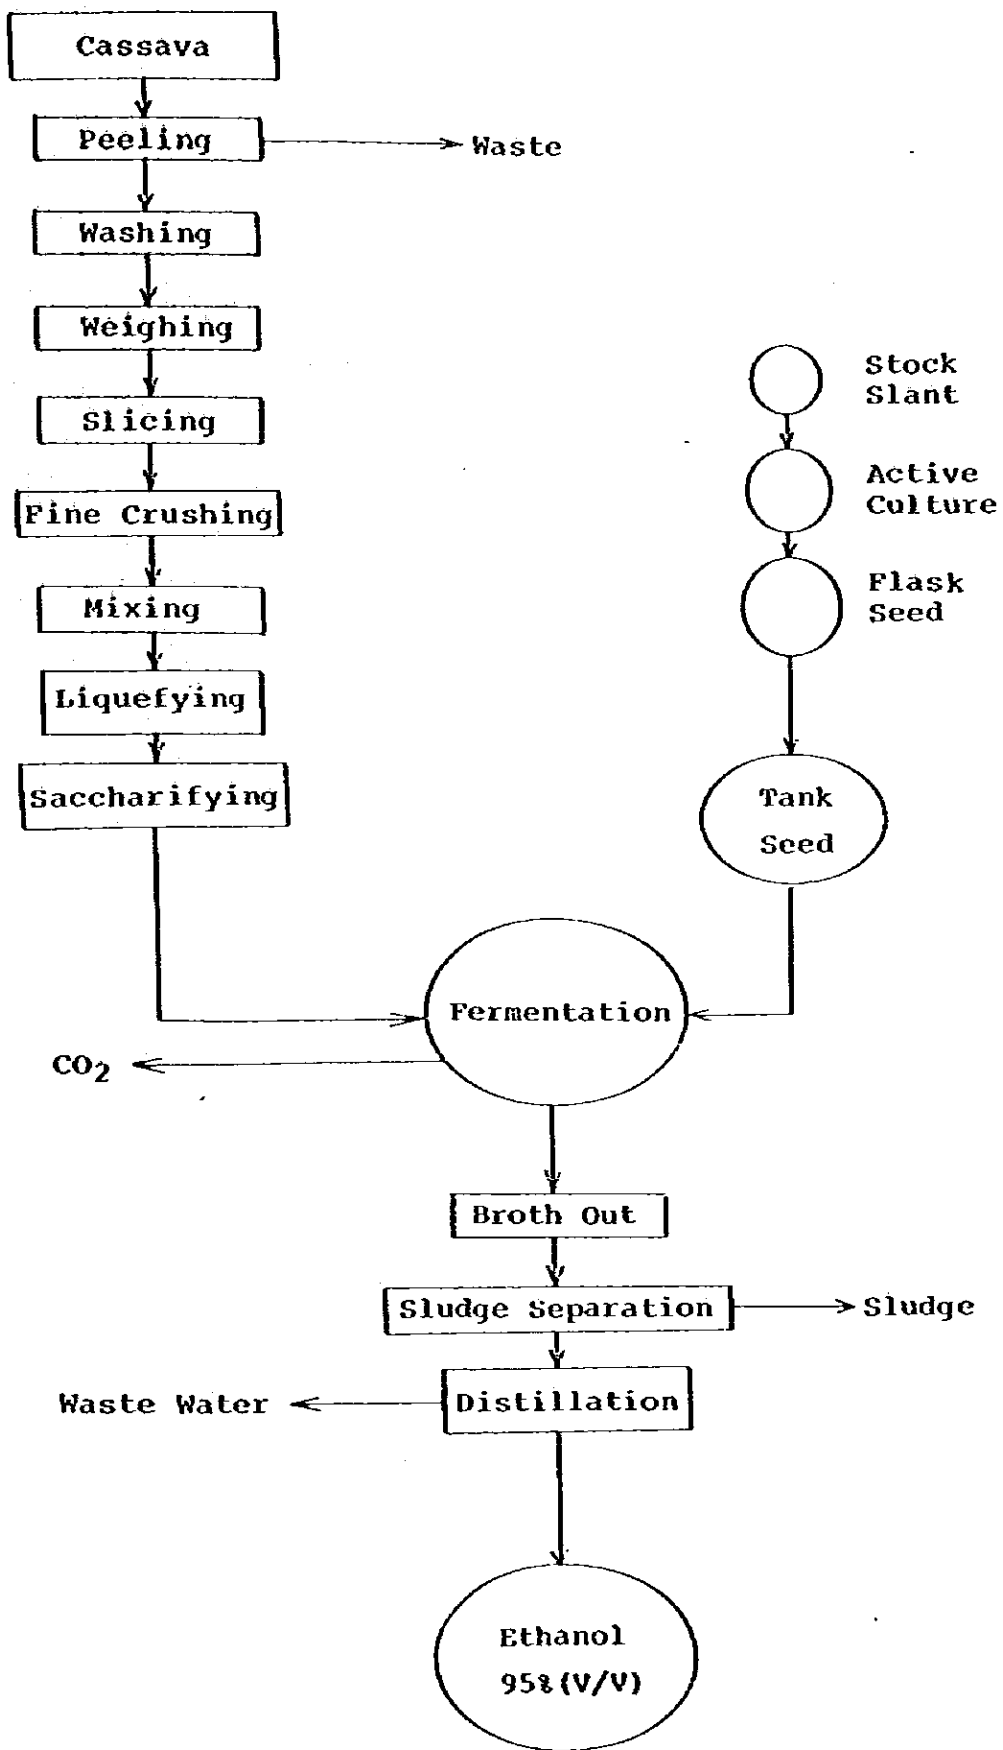 Cassava
Peeling
Waste
Washing
Weighing
Slicing
Fine Crushing
Mixing
Liquefying
Saccharifying
Stock
Slant
Active
Culture
Flask
Seed
Tank
Seed
Fermentation
CO₂
Broth Out
Sludge Separation
Sludge
Waste Water
Distillation
Ethanol
95%(V/V)